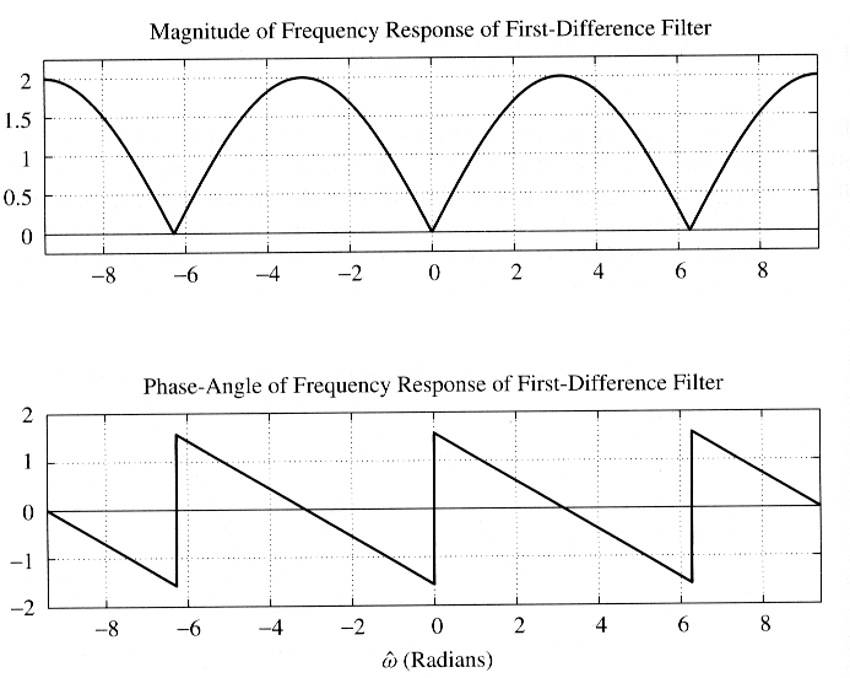 Magnitude of Frequency Response of First-Difference Filter
2
1.5
1
0.5
0
−8 −6 −4 −2 0 2 4 6 8
Phase-Angle of Frequency Response of First-Difference Filter
2
1
0
−1
−2
−8 −6 −4 −2 0 2 4 6 8
ω̂ (Radians)